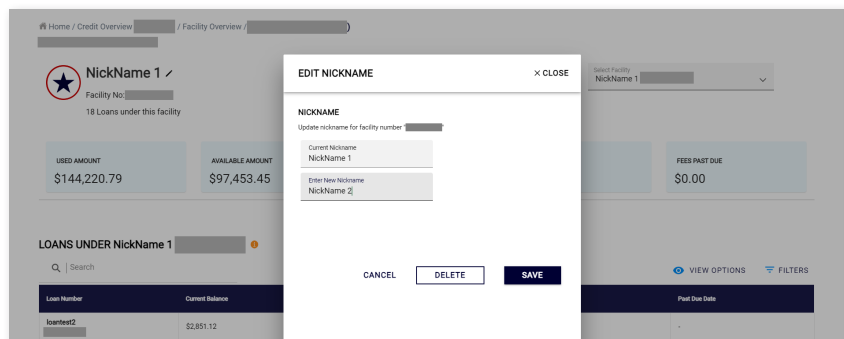 Home / Credit Overview / Facility Overview / )
NickName 1
Facility No:
18 Loans under this facility
Select Facility
NickName 1
USED AMOUNT
$144,220.79
AVAILABLE AMOUNT
$97,453.45
FEES PAST DUE
$0.00
EDIT NICKNAME
× CLOSE
NICKNAME
Update nickname for facility number " "
Current Nickname
NickName 1
Enter New Nickname
NickName 2
CANCEL DELETE SAVE
LOANS UNDER NickName 1
Search
VIEW OPTIONS FILTERS
Loan Number Current Balance Past Due Date
loantest2
$2,851.12 -